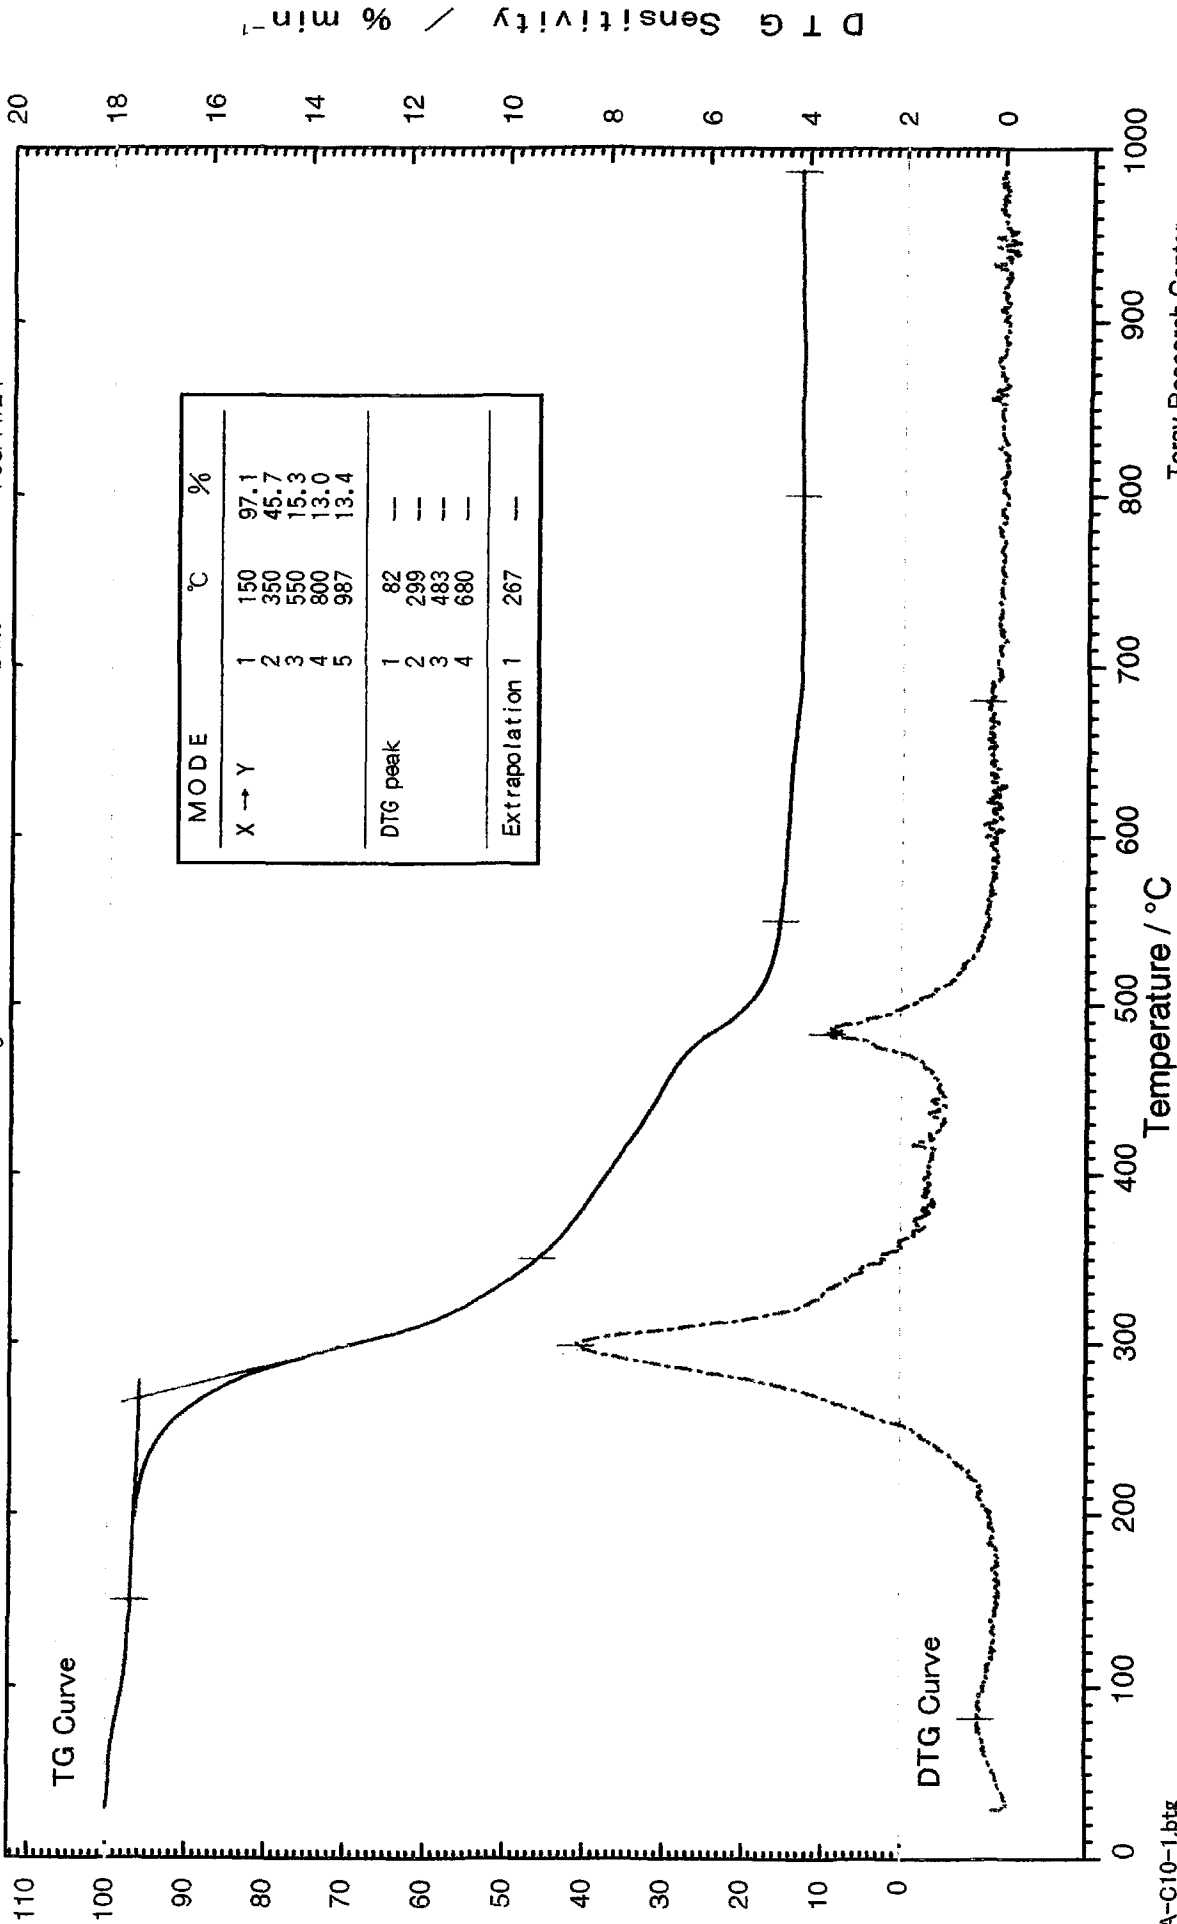 TG Curve
DTG Curve
MODE °C %
X → Y 1 150 97.1
2 350 45.7
3 550 15.3
4 800 13.0
5 987 13.4
DTG peak 1 82 --
2 299 --
3 483 --
4 680 --
Extrapolation 1 267 --
110
100
90
80
70
60
50
40
30
20
10
0
0 100 200 300 400 500 600 700 800 900 1000
Temperature / °C
20
18
16
14
12
10
8
6
4
2
0
DTG Sensitivity / % min⁻¹
A-C10-1.btg